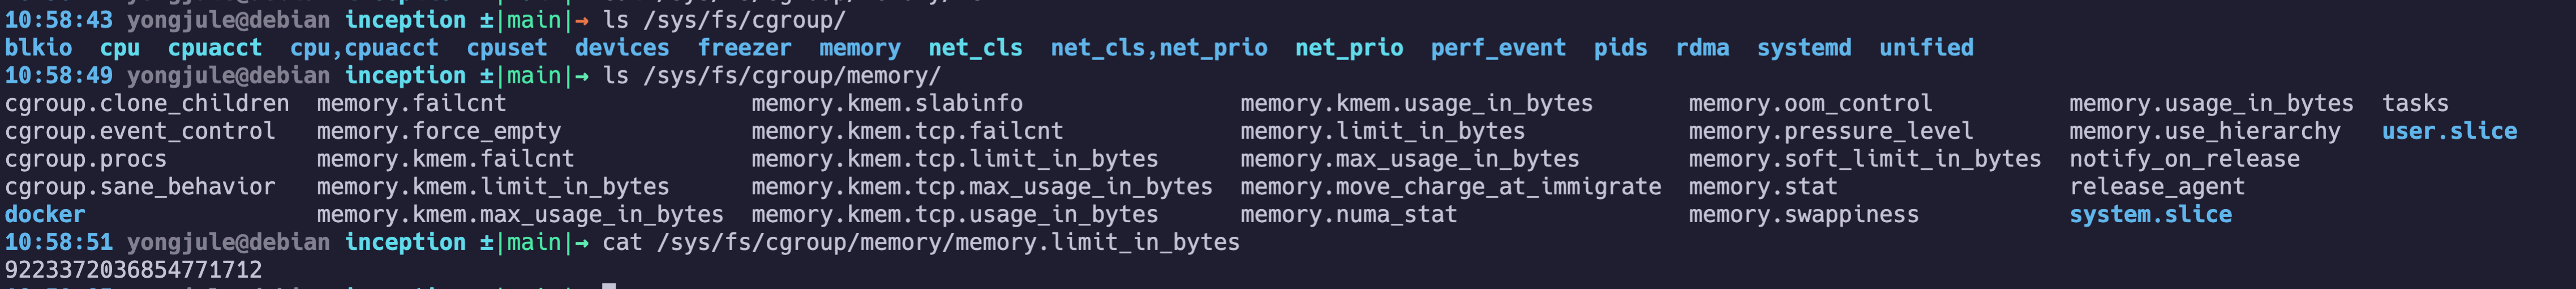 10:58:43 yongjule@debian inception ±|main|→ ls /sys/fs/cgroup/
blkio cpu cpuacct cpu,cpuacct cpuset devices freezer memory net_cls net_cls,net_prio net_prio perf_event pids rdma systemd unified
10:58:49 yongjule@debian inception ±|main|→ ls /sys/fs/cgroup/memory/
cgroup.clone_children memory.failcnt memory.kmem.slabinfo memory.kmem.usage_in_bytes memory.oom_control memory.usage_in_bytes tasks
cgroup.event_control memory.force_empty memory.kmem.tcp.failcnt memory.limit_in_bytes memory.pressure_level memory.use_hierarchy user.slice
cgroup.procs memory.kmem.failcnt memory.kmem.tcp.limit_in_bytes memory.max_usage_in_bytes memory.soft_limit_in_bytes notify_on_release
cgroup.sane_behavior memory.kmem.limit_in_bytes memory.kmem.tcp.max_usage_in_bytes memory.move_charge_at_immigrate memory.stat release_agent
docker memory.kmem.max_usage_in_bytes memory.kmem.tcp.usage_in_bytes memory.numa_stat memory.swappiness system.slice
10:58:51 yongjule@debian inception ±|main|→ cat /sys/fs/cgroup/memory/memory.limit_in_bytes
9223372036854771712